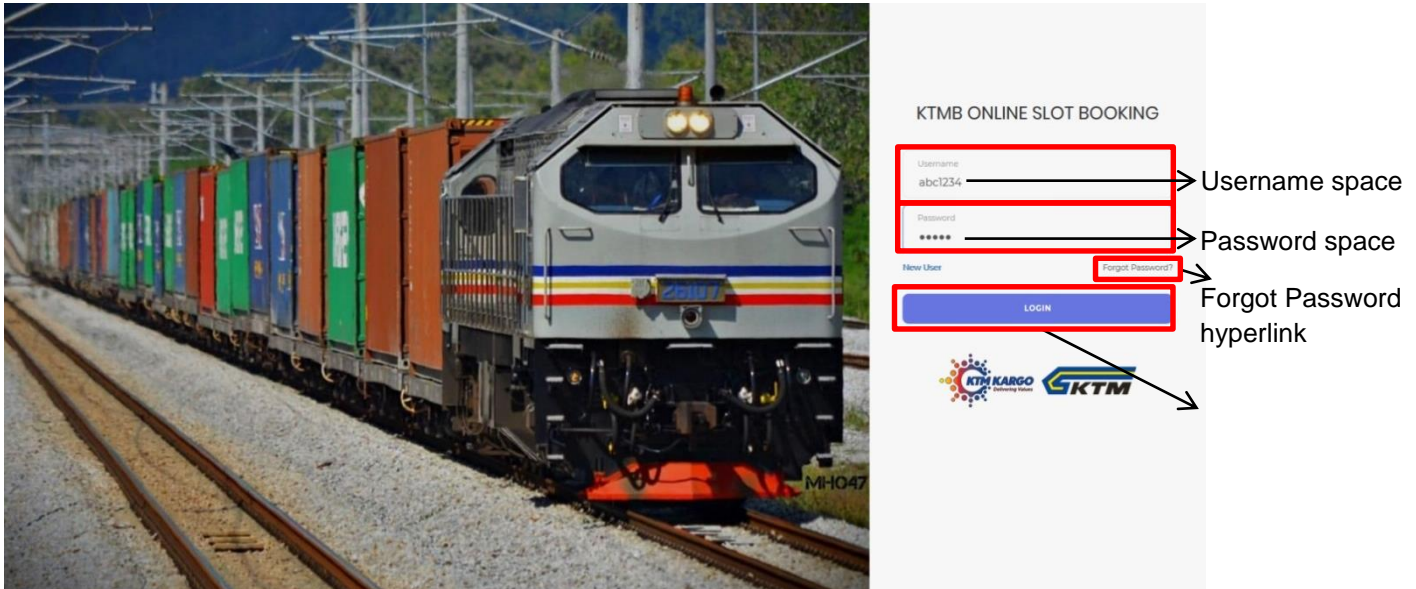 KTMB ONLINE SLOT BOOKING
Username
abc1234
Username space
Password
Password space
New User
Forgot Password?
Forgot Password
hyperlink
LOGIN
KTM KARGO
Delivering Values
KTM
26107
MH047